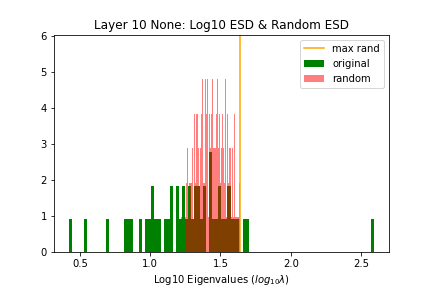 Layer 10 None: Log10 ESD & Random ESD
max rand
original
random
6
5
4
3
2
1
0
0.5 1.0 1.5 2.0 2.5
Log10 Eigenvalues (log₁₀λ)